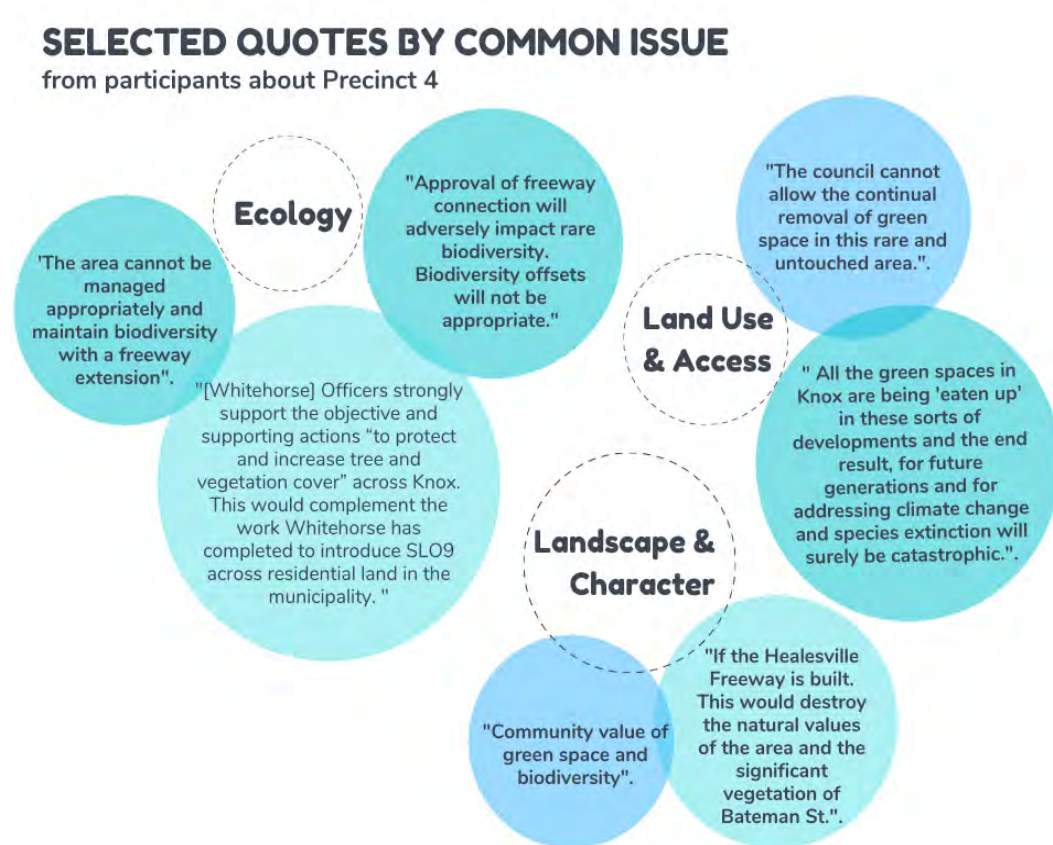 SELECTED QUOTES BY COMMON ISSUE
from participants about Precinct 4
Ecology
'The area cannot be
managed
appropriately and
maintain biodiversity
with a freeway
extension".
"Approval of freeway
connection will
adversely impact rare
biodiversity.
Biodiversity offsets
will not be
appropriate."
"[Whitehorse] Officers strongly
support the objective and
supporting actions “to protect
and increase tree and
vegetation cover” across Knox.
This would complement the
work Whitehorse has
completed to introduce SLO9
across residential land in the
municipality. "
Land Use
& Access
"The council cannot
allow the continual
removal of green
space in this rare and
untouched area.".
" All the green spaces in
Knox are being 'eaten up'
in these sorts of
developments and the end
result, for future
generations and for
addressing climate change
and species extinction will
surely be catastrophic.".
Landscape &
Character
"Community value of
green space and
biodiversity".
"If the Healesville
Freeway is built.
This would destroy
the natural values
of the area and the
significant
vegetation of
Bateman St.".